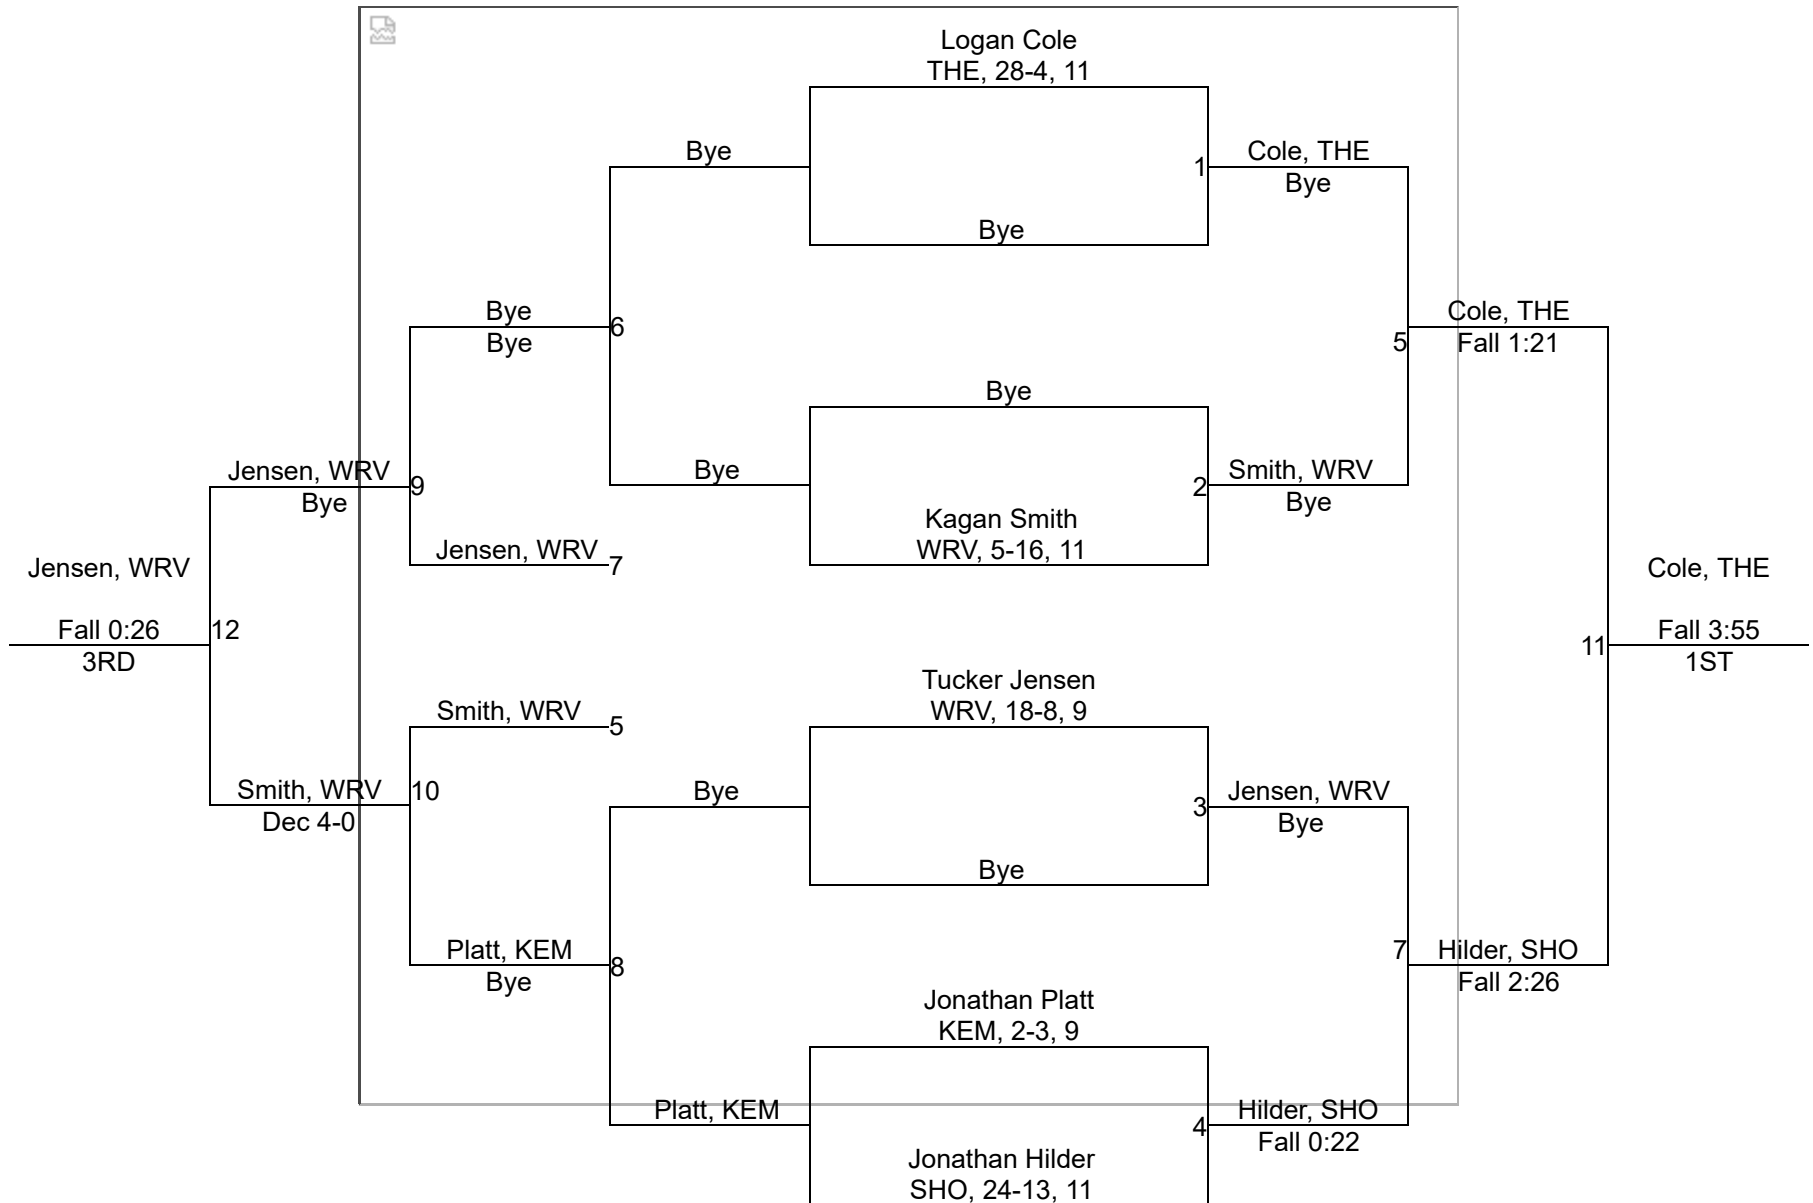 Logan Cole
THE, 28-4, 11
Bye
1
Cole, THE
Bye
Bye
Bye
Bye
6
Cole, THE
Fall 1:21
5
Bye
Jensen, WRV
Bye
9
Bye
2
Smith, WRV
Bye
Kagan Smith
WRV, 5-16, 11
Jensen, WRV
7
Jensen, WRV
Fall 0:26
3RD
12
Cole, THE
Fall 3:55
1ST
11
Tucker Jensen
WRV, 18-8, 9
Smith, WRV
5
Smith, WRV
Dec 4-0
10
Bye
3
Jensen, WRV
Bye
Bye
Platt, KEM
Bye
8
7
Hilder, SHO
Fall 2:26
Jonathan Platt
KEM, 2-3, 9
Platt, KEM
4
Hilder, SHO
Fall 0:22
Jonathan Hilder
SHO, 24-13, 11